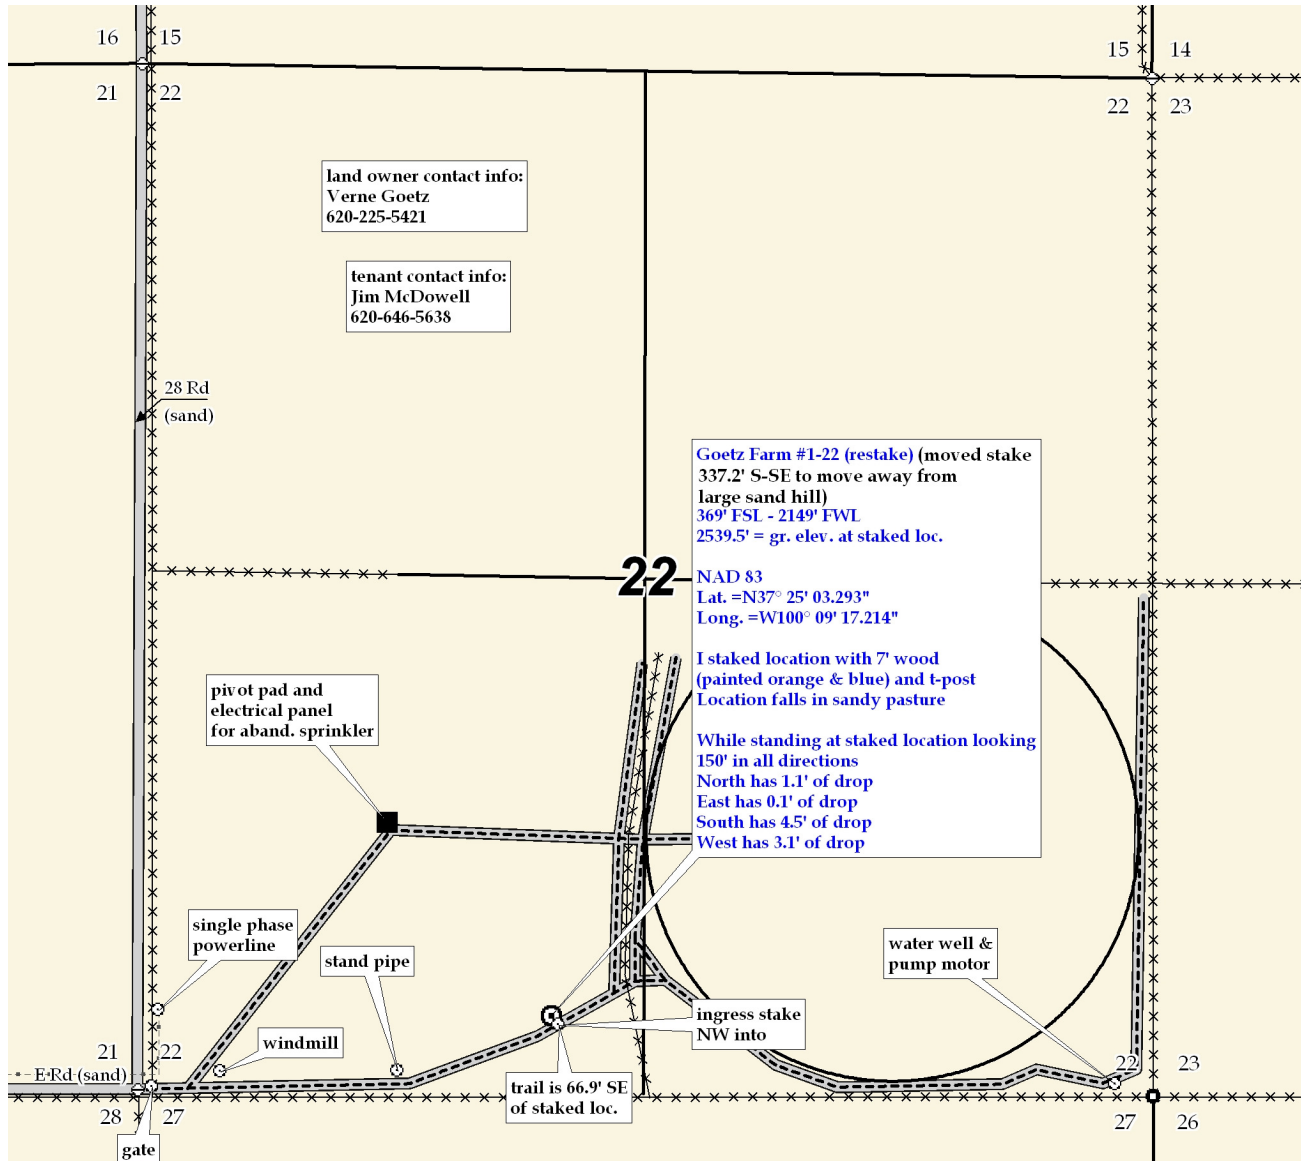 16 15
15 14
21 22
22 23
land owner contact info:
Verne Goetz
620-225-5421
tenant contact info:
Jim McDowell
620-646-5638
28 Rd
(sand)
Goetz Farm #1-22 (restake) (moved stake
337.2' S-SE to move away from
large sand hill)
369' FSL - 2149' FWL
2539.5' = gr. elev. at staked loc.
22
NAD 83
Lat. =N37° 25' 03.293"
Long. =W100° 09' 17.214"
I staked location with 7' wood
(painted orange & blue) and t-post
Location falls in sandy pasture
While standing at staked location looking
150' in all directions
North has 1.1' of drop
East has 0.1' of drop
South has 4.5' of drop
West has 3.1' of drop
pivot pad and
electrical panel
for aband. sprinkler
single phase
powerline
stand pipe
water well &
pump motor
ingress stake
NW into
windmill
21 22
22 23
E Rd (sand)
trail is 66.9' SE
of staked loc.
28 27
27 26
gate